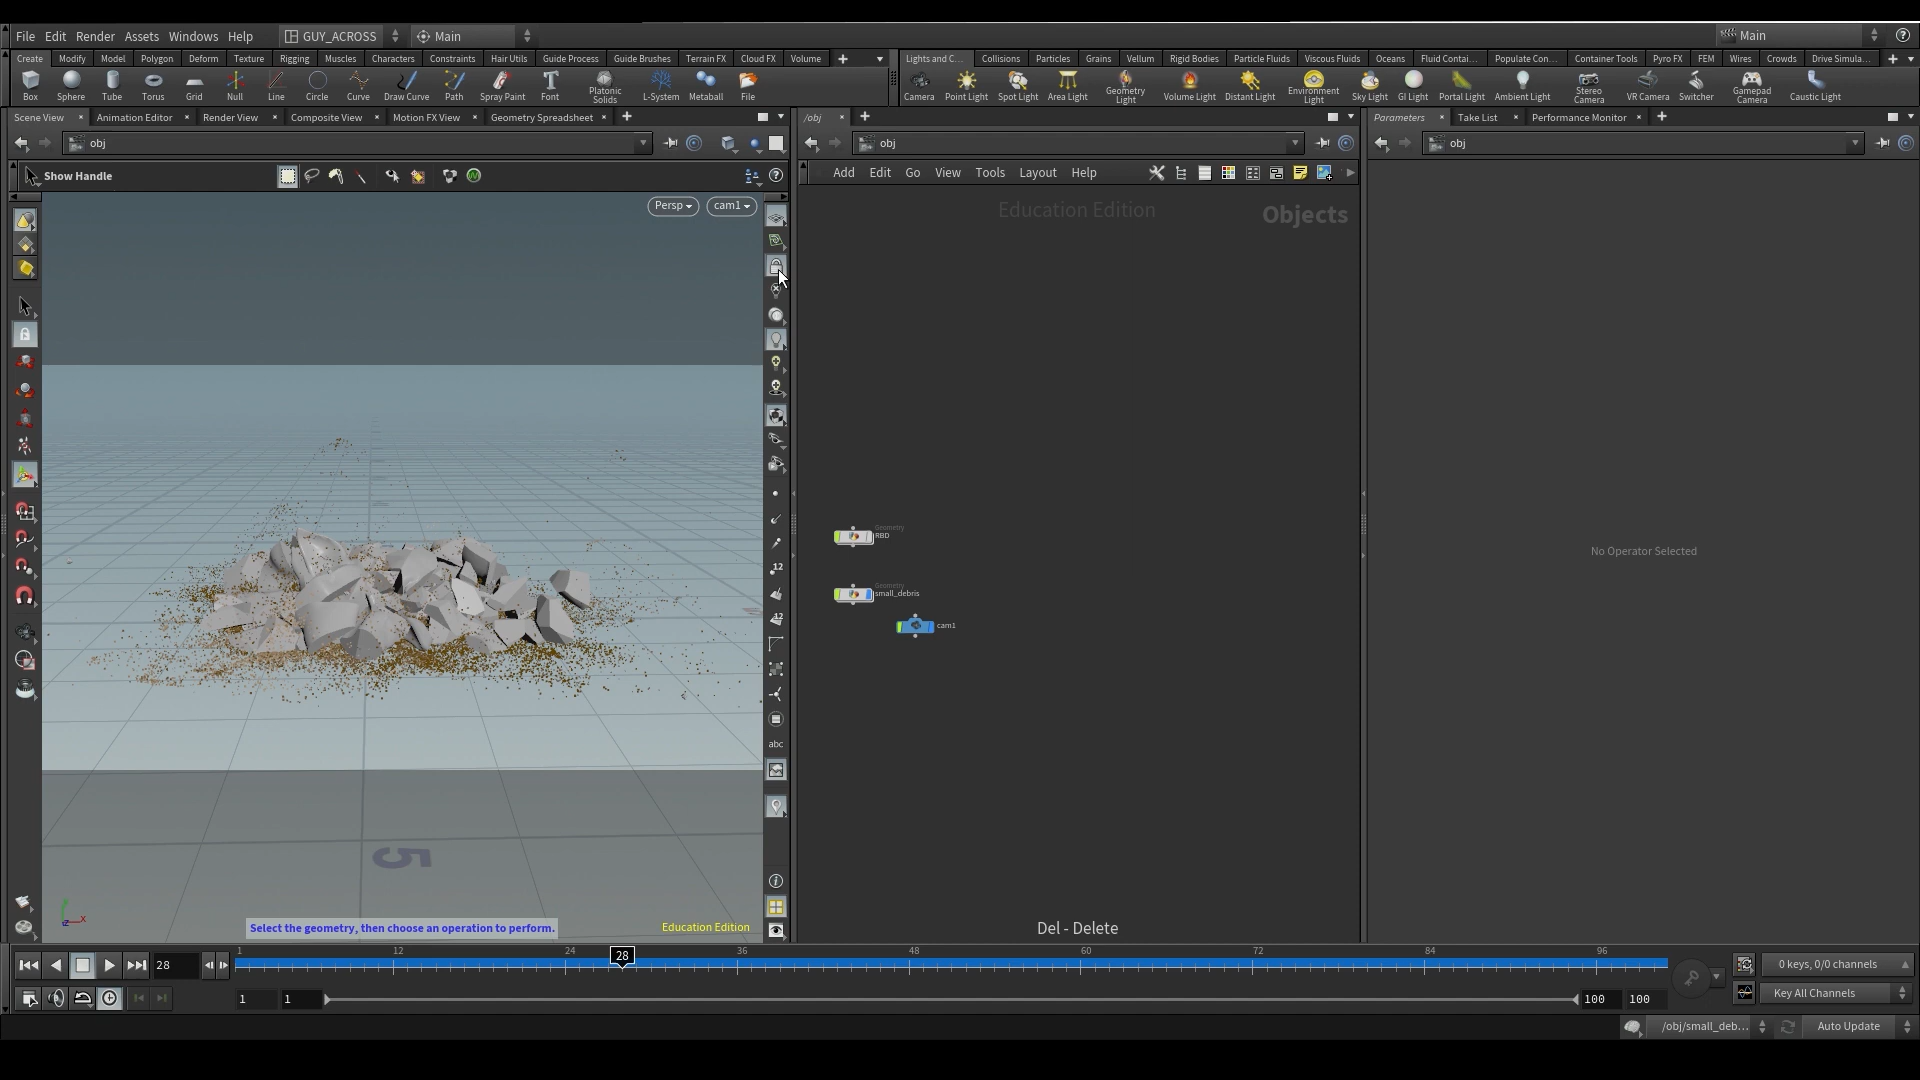 File Edit Render Assets Windows Help GUY_ACROSS Main Main
Create Modify Model Polygon Deform Texture Rigging Muscles Characters Constraints Hair Utils Guide Process Guide Brushes Terrain FX Cloud FX Volume
Lights and C... Collisions Particles Grains Vellum Rigid Bodies Particle Fluids Viscous Fluids Oceans Fluid Contai... Populate Con... Container Tools Pyro FX FEM Wires Crowds Drive Simula...
Box Sphere Tube Torus Grid Null Line Circle Curve Draw Curve Path Spray Paint Font Platonic Solids L-System Metaball File
Camera Point Light Spot Light Area Light Geometry Light Volume Light Distant Light Environment Light Sky Light GI Light Portal Light Ambient Light Stereo Camera VR Camera Switcher Gamepad Camera Caustic Light
Scene View Animation Editor Render View Composite View Motion FX View Geometry Spreadsheet
/obj
Parameters Take List Performance Monitor
obj
obj
obj
Show Handle
Add Edit Go View Tools Layout Help
Persp cam1
Education Edition
Objects
Geometry
RBD
Geometry
small_debris
cam1
No Operator Selected
12
12
abc
5
Select the geometry, then choose an operation to perform.
Education Edition
Del - Delete
28
1 12 24 28 36 48 60 72 84 96
0 keys, 0/0 channels
1 1 100 100
Key All Channels
/obj/small_deb... Auto Update